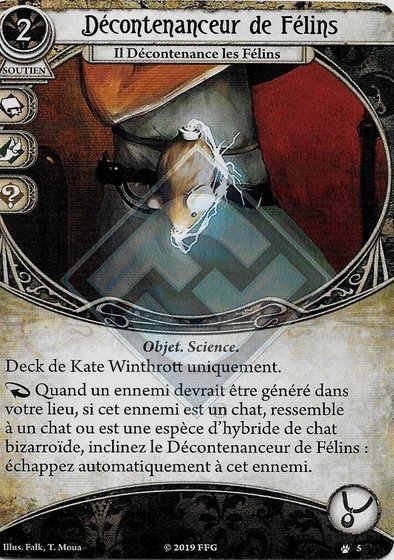 2
Décontenanceur de Félins
Il Décontenance les Félins
SOUTIEN
?
Objet. Science.
Deck de Kate Winthrott uniquement.
Quand un ennemi devrait être généré dans
votre lieu, si cet ennemi est un chat, ressemble
à un chat ou est une espèce d'hybride de chat
bizarroïde, inclinez le Décontenanceur de Félins :
échappez automatiquement à cet ennemi.
Illus. Falk, T. Moua © 2019 FFG 5